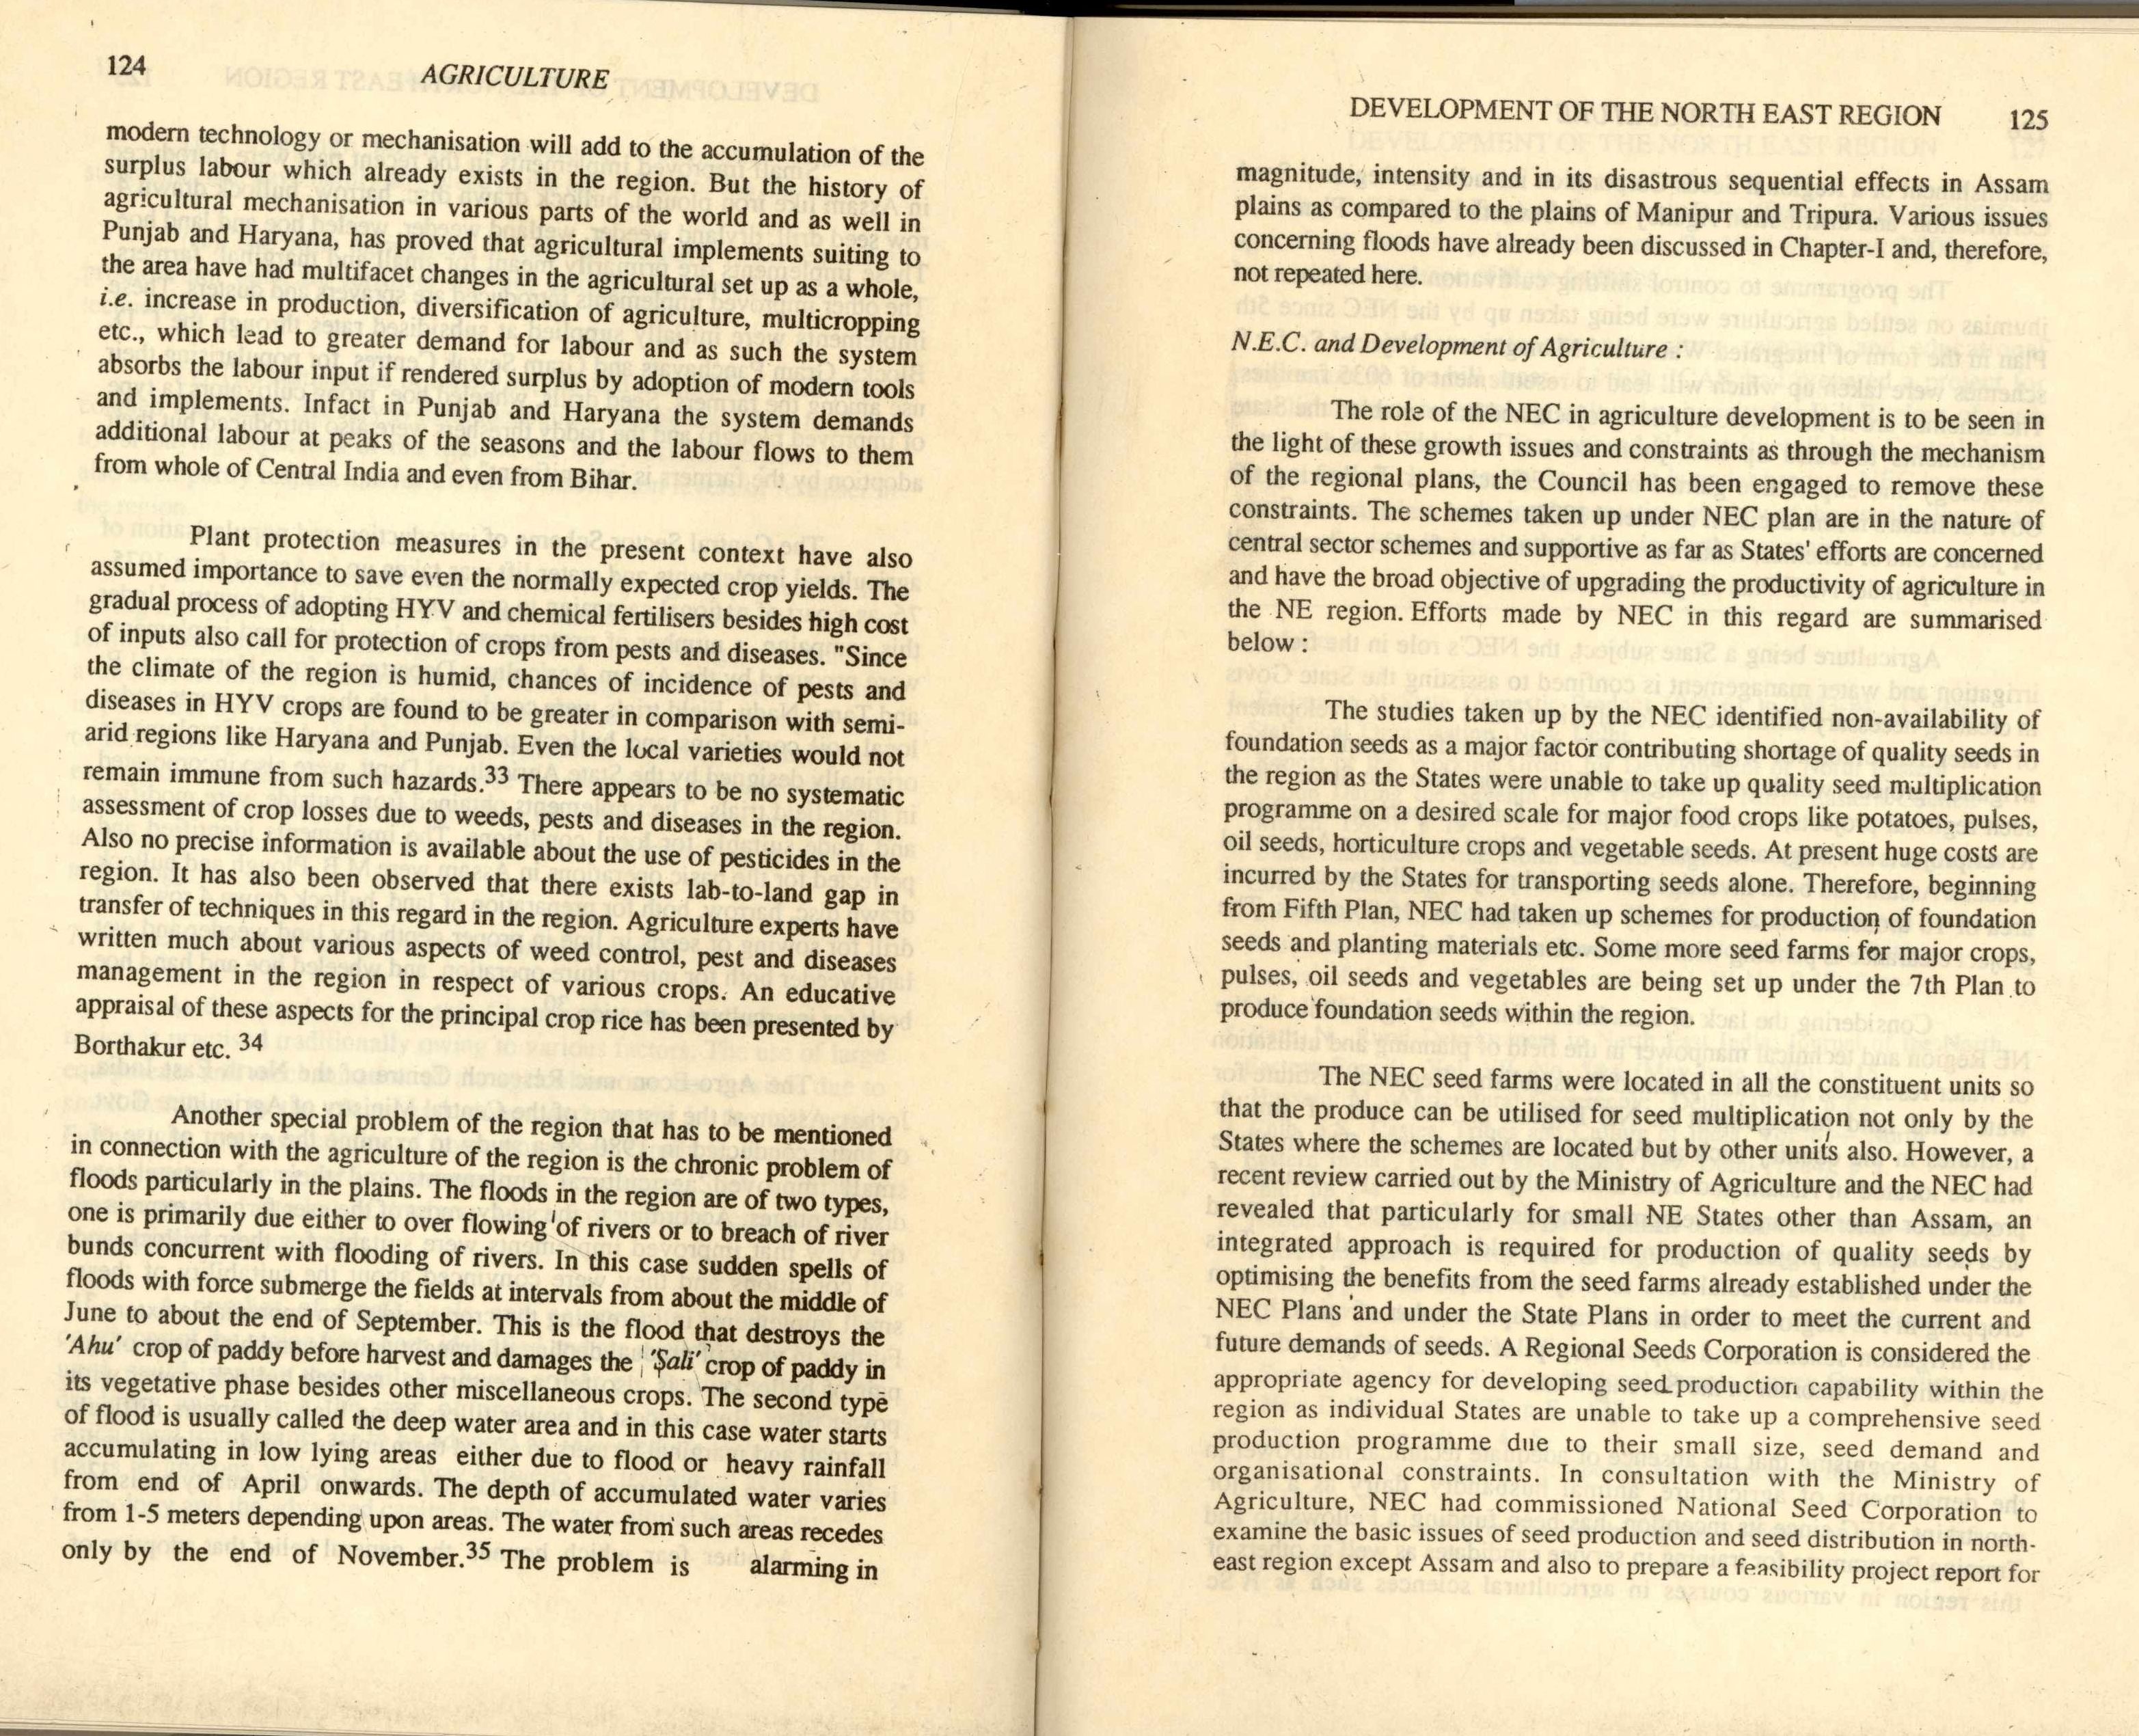 124
AGRICULTURE
modern technology or mechanisation will add to the accumulation of the
surplus labour which already exists in the region. But the history of
agricultural mechanisation in various parts of the world and as well in
Punjab and Haryana, has proved that agricultural implements suiting to
the area have had multifacet changes in the agricultural set up as a whole,
i.e. increase in production, diversification of agriculture, multicropping
etc., which lead to greater demand for labour and as such the system
absorbs the labour input if rendered surplus by adoption of modern tools
and implements. Infact in Punjab and Haryana the system demands
additional labour at peaks of the seasons and the labour flows to them
from whole of Central India and even from Bihar.
Plant protection measures in the present context have also
assumed importance to save even the normally expected crop yields. The
gradual process of adopting HYV and chemical fertilisers besides high cost
of inputs also call for protection of crops from pests and diseases. "Since
the climate of the region is humid, chances of incidence of pests and
diseases in HYV crops are found to be greater in comparison with semi-
arid regions like Haryana and Punjab. Even the local varieties would not
remain immune from such hazards.33 There appears to be no systematic
assessment of crop losses due to weeds, pests and diseases in the region.
Also no precise information is available about the use of pesticides in the
region. It has also been observed that there exists lab-to-land gap in
transfer of techniques in this regard in the region. Agriculture experts have
written much about various aspects of weed control, pest and diseases
management in the region in respect of various crops. An educative
appraisal of these aspects for the principal crop rice has been presented by
Borthakur etc. 34
Another special problem of the region that has to be mentioned
in connection with the agriculture of the region is the chronic problem of
floods particularly in the plains. The floods in the region are of two types,
one is primarily due either to over flowing of rivers or to breach of river
bunds concurrent with flooding of rivers. In this case sudden spells of
floods with force submerge the fields at intervals from about the middle of
June to about the end of September. This is the flood that destroys the
'Ahu' crop of paddy before harvest and damages the 'Sali' crop of paddy in
its vegetative phase besides other miscellaneous crops. The second type
of flood is usually called the deep water area and in this case water starts
accumulating in low lying areas either due to flood or heavy rainfall
from end of April onwards. The depth of accumulated water varies
from 1-5 meters depending upon areas. The water from such areas recedes
only by the end of November.35 The problem is alarming in
DEVELOPMENT OF THE NORTH EAST REGION 125
magnitude, intensity and in its disastrous sequential effects in Assam
plains as compared to the plains of Manipur and Tripura. Various issues
concerning floods have already been discussed in Chapter-I and, therefore,
not repeated here.
N.E.C. and Development of Agriculture :
The role of the NEC in agriculture development is to be seen in
the light of these growth issues and constraints as through the mechanism
of the regional plans, the Council has been engaged to remove these
constraints. The schemes taken up under NEC plan are in the nature of
central sector schemes and supportive as far as States' efforts are concerned
and have the broad objective of upgrading the productivity of agriculture in
the NE region. Efforts made by NEC in this regard are summarised
below :
The studies taken up by the NEC identified non-availability of
foundation seeds as a major factor contributing shortage of quality seeds in
the region as the States were unable to take up quality seed multiplication
programme on a desired scale for major food crops like potatoes, pulses,
oil seeds, horticulture crops and vegetable seeds. At present huge costs are
incurred by the States for transporting seeds alone. Therefore, beginning
from Fifth Plan, NEC had taken up schemes for production of foundation
seeds and planting materials etc. Some more seed farms for major crops,
pulses, oil seeds and vegetables are being set up under the 7th Plan to
produce foundation seeds within the region.
The NEC seed farms were located in all the constituent units so
that the produce can be utilised for seed multiplication not only by the
States where the schemes are located but by other units also. However, a
recent review carried out by the Ministry of Agriculture and the NEC had
revealed that particularly for small NE States other than Assam, an
integrated approach is required for production of quality seeds by
optimising the benefits from the seed farms already established under the
NEC Plans and under the State Plans in order to meet the current and
future demands of seeds. A Regional Seeds Corporation is considered the
appropriate agency for developing seed production capability within the
region as individual States are unable to take up a comprehensive seed
production programme due to their small size, seed demand and
organisational constraints. In consultation with the Ministry of
Agriculture, NEC had commissioned National Seed Corporation to
examine the basic issues of seed production and seed distribution in north-
east region except Assam and also to prepare a feasibility project report for